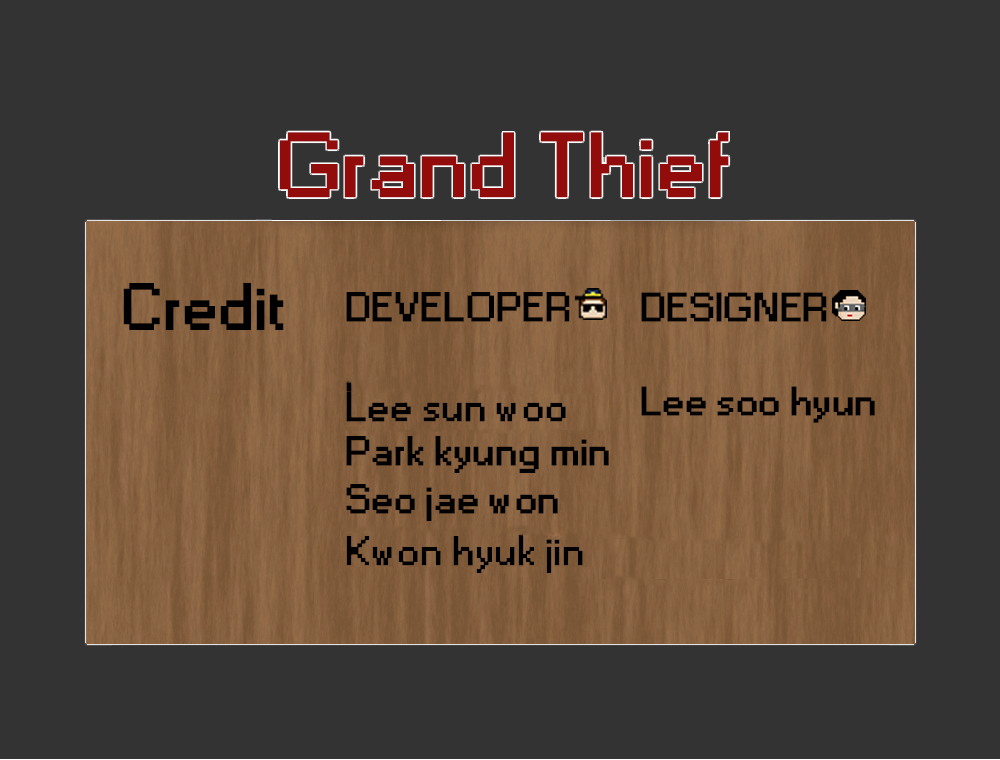 Grand Thief
Credit
DEVELOPER
Lee sun woo
Park kyung min
Seo jae won
Kwon hyuk jin
DESIGNER
Lee soo hyun